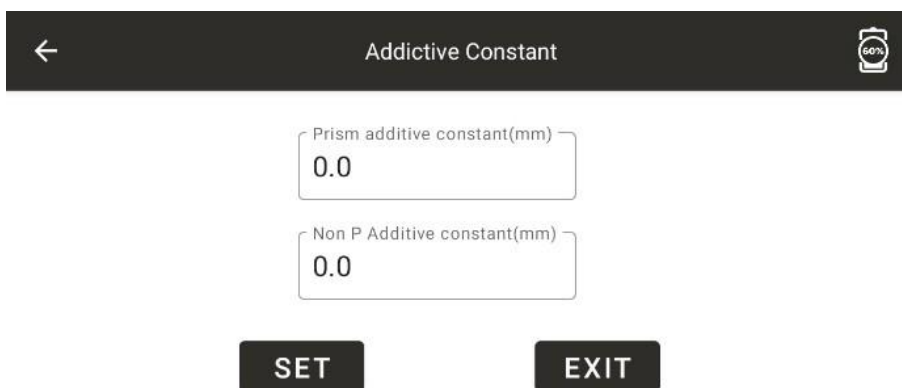 Addictive Constant
60%
Prism additive constant(mm)
0.0
Non P Additive constant(mm)
0.0
SET EXIT